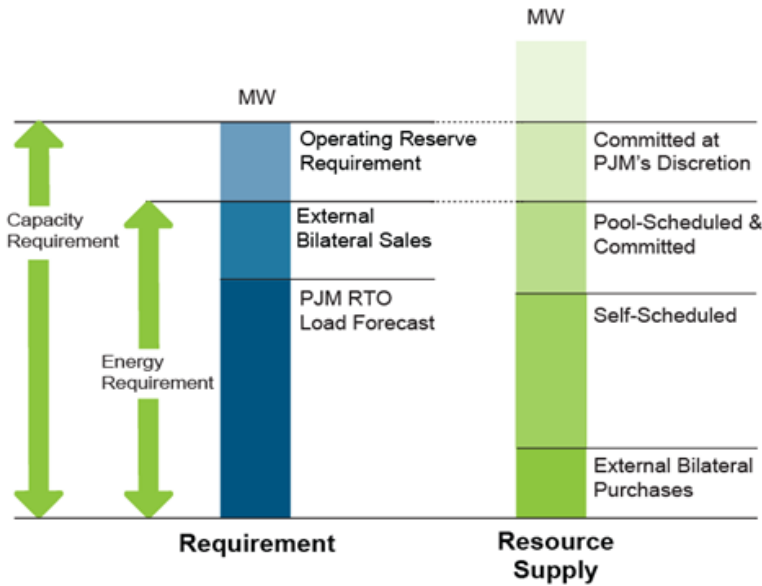 MW
MW
Operating Reserve
Requirement
Committed at
PJM's Discretion
Capacity
Requirement
External
Bilateral Sales
Pool-Scheduled &
Committed
PJM RTO
Load Forecast
Self-Scheduled
Energy
Requirement
External Bilateral
Purchases
Requirement
Resource
Supply